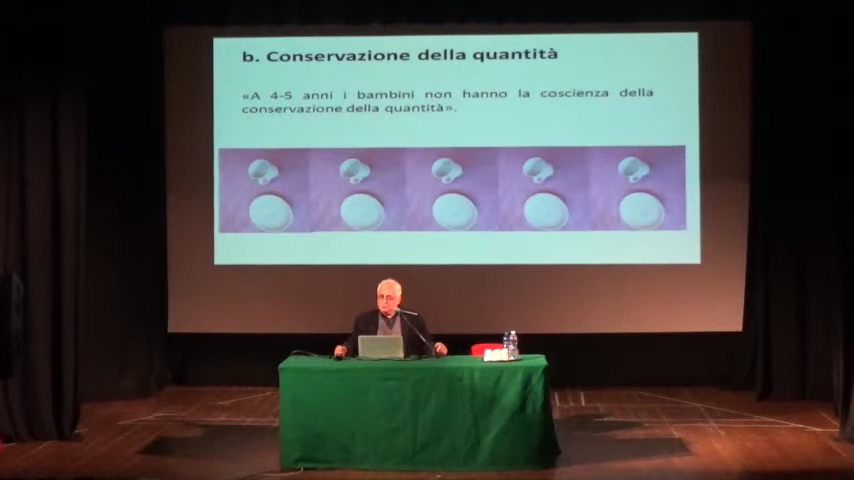 b. Conservazione della quantità
«A 4-5 anni i bambini non hanno la coscienza della
conservazione della quantità».